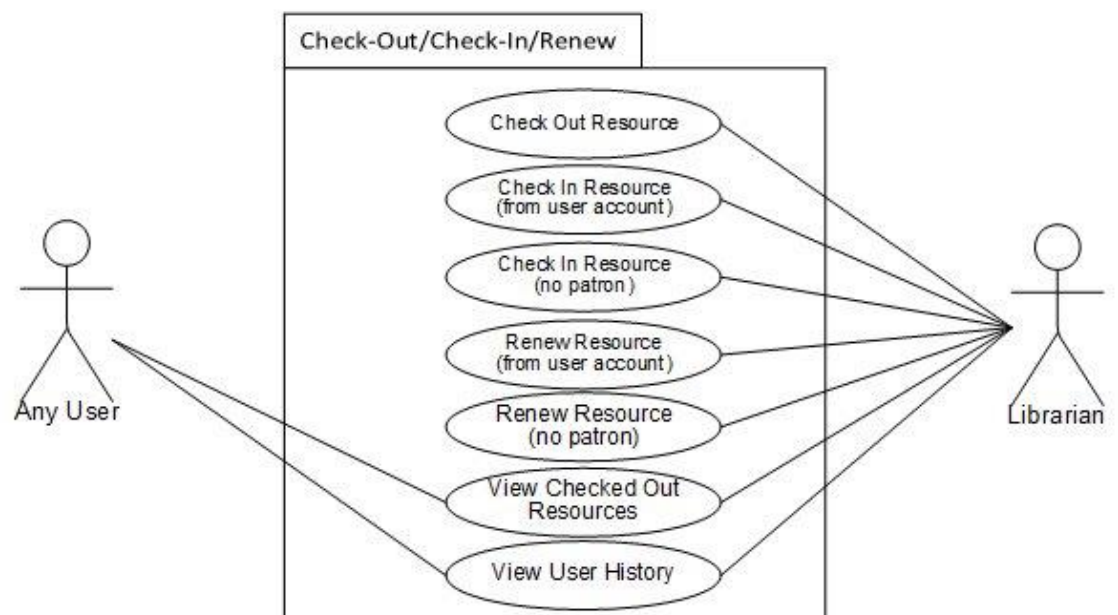 Check-Out/Check-In/Renew
Check Out Resource
Check In Resource
(from user account)
Check In Resource
(no patron)
Renew Resource
(from user account)
Renew Resource
(no patron)
View Checked Out
Resources
View User History
Any User
Librarian